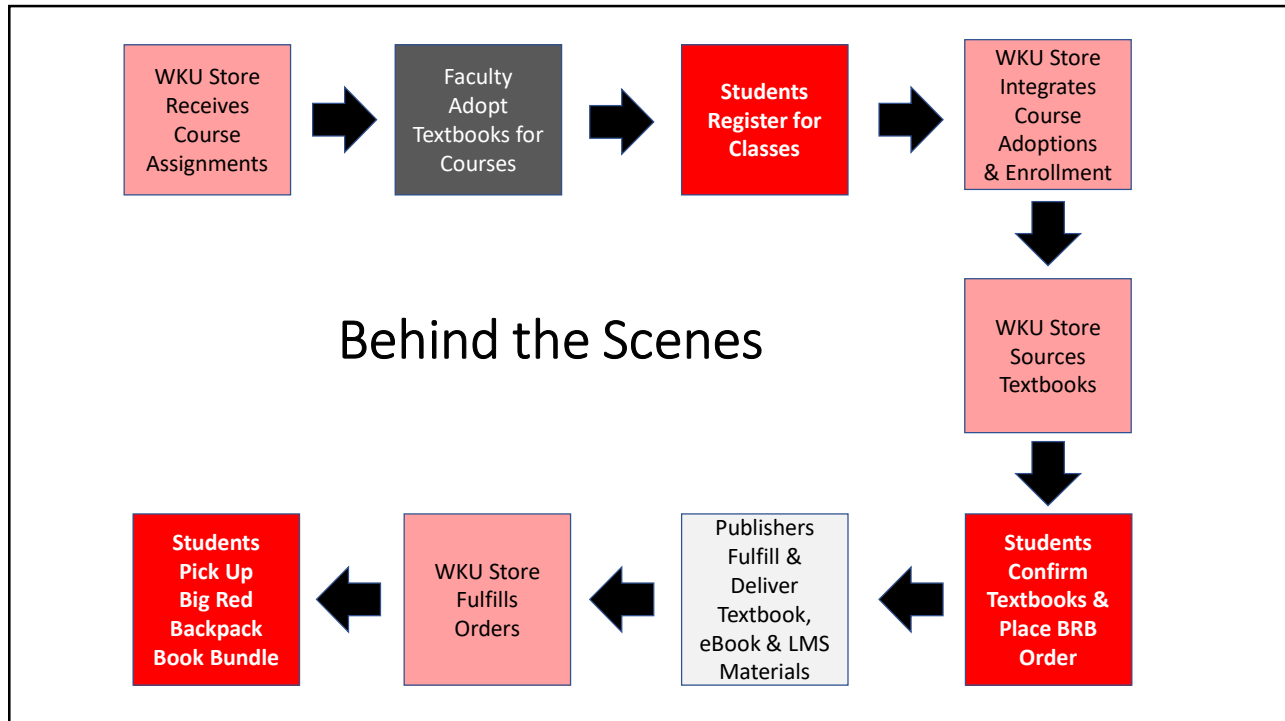 WKU Store
Receives
Course
Assignments
Faculty
Adopt
Textbooks for
Courses
Students
Register for
Classes
WKU Store
Integrates
Course
Adoptions
& Enrollment
Behind the Scenes
WKU Store
Sources
Textbooks
Students
Confirm
Textbooks &
Place BRB
Order
Publishers
Fulfill &
Deliver
Textbook,
eBook & LMS
Materials
WKU Store
Fulfills
Orders
Students
Pick Up
Big Red
Backpack
Book Bundle